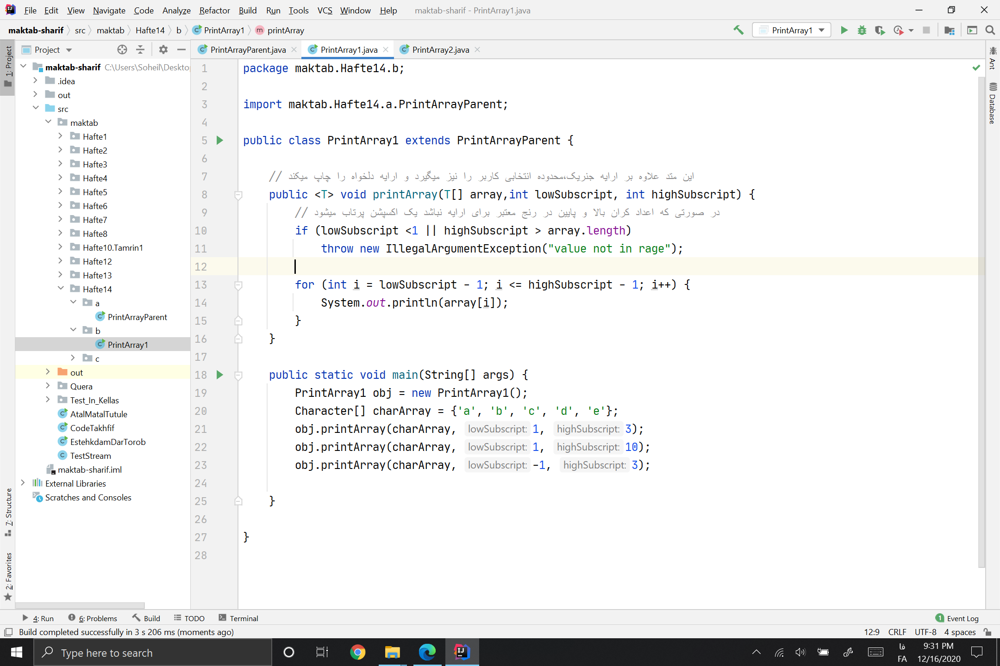 File Edit View Navigate Code Analyze Refactor Build Run Tools VCS Window Help maktab-sharif - PrintArray1.java
maktab-sharif src maktab Hafte14 b PrintArray1 printArray
PrintArray1
1: Project
Project
PrintArrayParent.java PrintArray1.java PrintArray2.java
maktab-sharif C:\Users\Soheil\Deskto
.idea
out
src
maktab
Hafte1
Hafte2
Hafte3
Hafte4
Hafte5
Hafte6
Hafte7
Hafte8
Hafte10.Tamrin1
Hafte12
Hafte13
Hafte14
a
PrintArrayParent
b
PrintArray1
c
out
Quera
Test_In_Kellas
AtalMatalTutule
CodeTakhfif
EstehkdamDarTorob
TestStream
maktab-sharif.iml
External Libraries
Scratches and Consoles
7: Structure
2: Favorites
1 package maktab.Hafte14.b;
2
3 import maktab.Hafte14.a.PrintArrayParent;
4
5 public class PrintArray1 extends PrintArrayParent {
6
7 // این متد علاوه بر ارایه جنریک،محدوده انتخابی کاربر را نیز میگیرد و ارایه دلخواه را چاپ میکند
8 public <T> void printArray(T[] array,int lowSubscript, int highSubscript) {
9 // در صورتی که اعداد کران بالا و پایین در رنج معتبر برای ارایه نباشد یک اکسپشن پرتاب میشود
10 if (lowSubscript <1 || highSubscript > array.length)
11 throw new IllegalArgumentException("value not in rage");
12
13 for (int i = lowSubscript - 1; i <= highSubscript - 1; i++) {
14 System.out.println(array[i]);
15 }
16 }
17
18 public static void main(String[] args) {
19 PrintArray1 obj = new PrintArray1();
20 Character[] charArray = {'a', 'b', 'c', 'd', 'e'};
21 obj.printArray(charArray, lowSubscript: 1, highSubscript: 3);
22 obj.printArray(charArray, lowSubscript: 1, highSubscript: 10);
23 obj.printArray(charArray, lowSubscript: -1, highSubscript: 3);
24
25 }
26
27 }
28
Ant
Database
4: Run 6: Problems Build TODO Terminal 1 Event Log
Build completed successfully in 3 s 206 ms (moments ago) 12:9 CRLF UTF-8 4 spaces
Type here to search
فا
FA
9:31 PM
12/16/2020